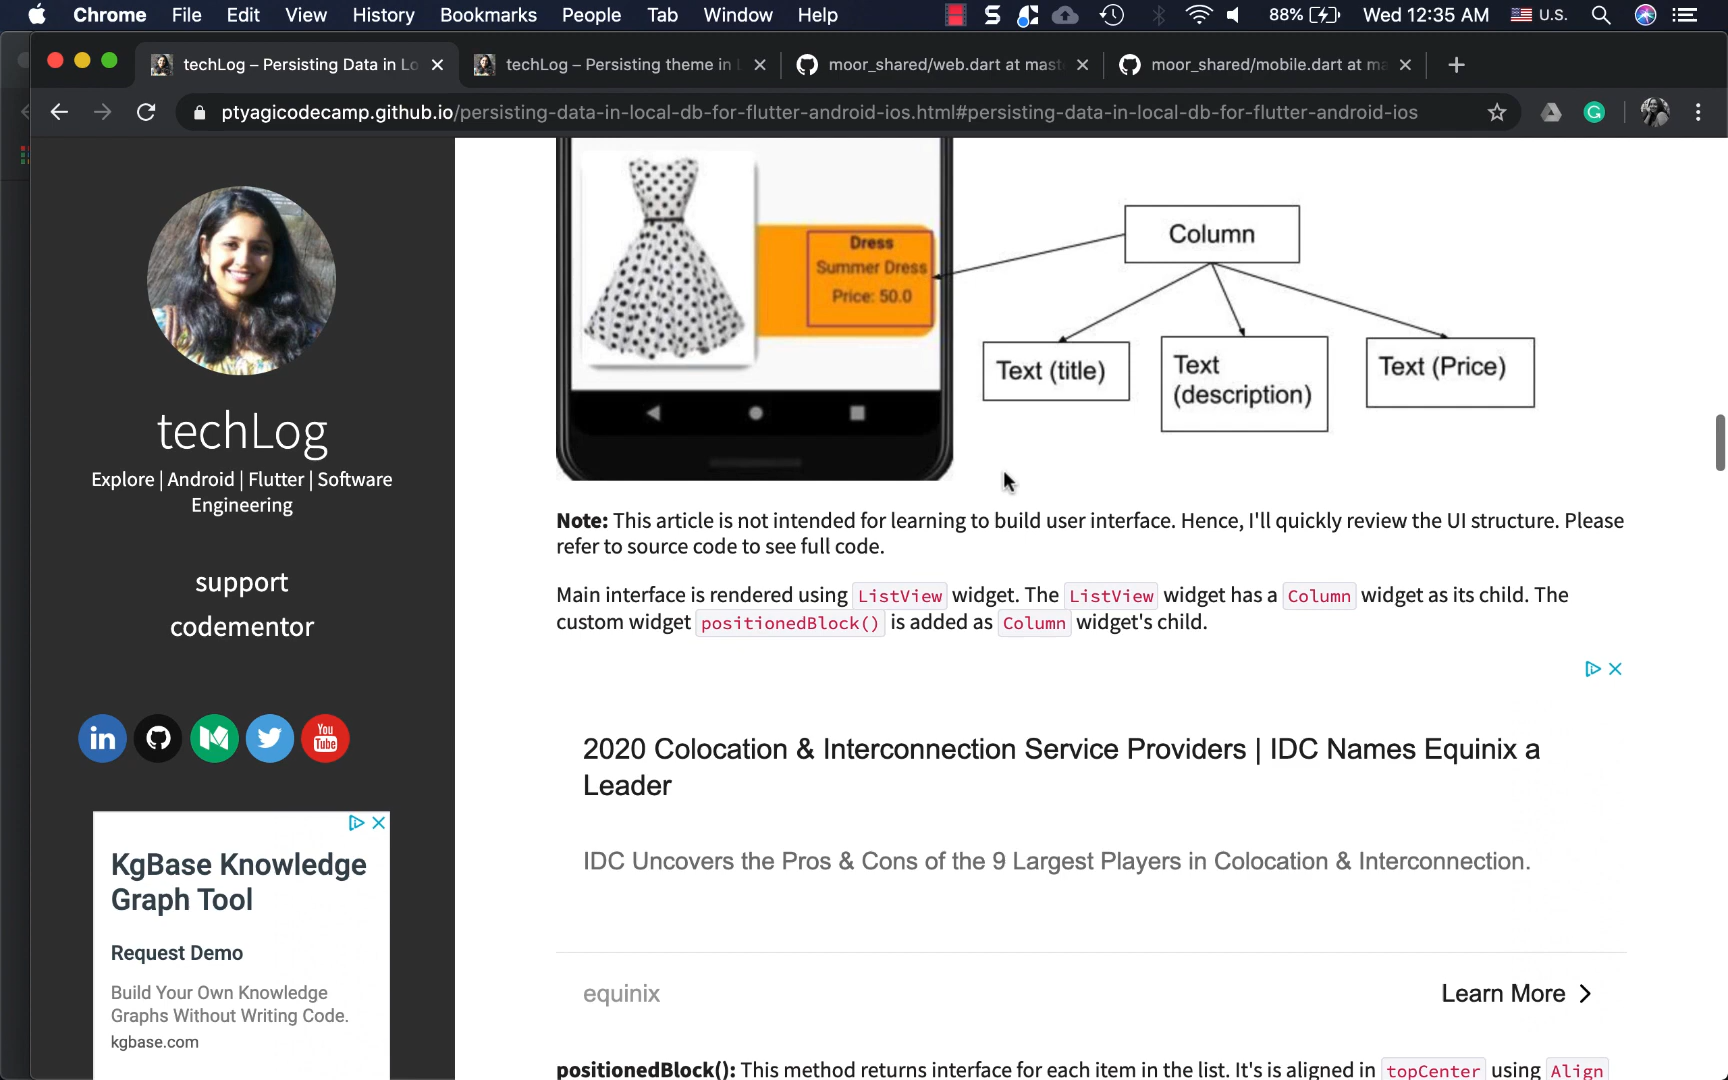 Chrome File Edit View History Bookmarks People Tab Window Help
S 88% Wed 12:35 AM U.S.
techLog – Persisting Data in Lo
techLog – Persisting theme in
moor_shared/web.dart at mast
moor_shared/mobile.dart at ma
ptyagicodecamp.github.io/persisting-data-in-local-db-for-flutter-android-ios.html#persisting-data-in-local-db-for-flutter-android-ios
techLog
Explore | Android | Flutter | Software
Engineering
support
codementor
in
You
Tube
KgBase Knowledge
Graph Tool
Request Demo
Build Your Own Knowledge
Graphs Without Writing Code.
kgbase.com
Dress
Summer Dress
Price: 50.0
Column
Text (title)
Text
(description)
Text (Price)
Note: This article is not intended for learning to build user interface. Hence, I'll quickly review the UI structure. Please
refer to source code to see full code.
Main interface is rendered using ListView widget. The ListView widget has a Column widget as its child. The
custom widget positionedBlock() is added as Column widget's child.
2020 Colocation & Interconnection Service Providers | IDC Names Equinix a
Leader
IDC Uncovers the Pros & Cons of the 9 Largest Players in Colocation & Interconnection.
equinix
Learn More
positionedBlock(): This method returns interface for each item in the list. It's is aligned in topCenter using Align